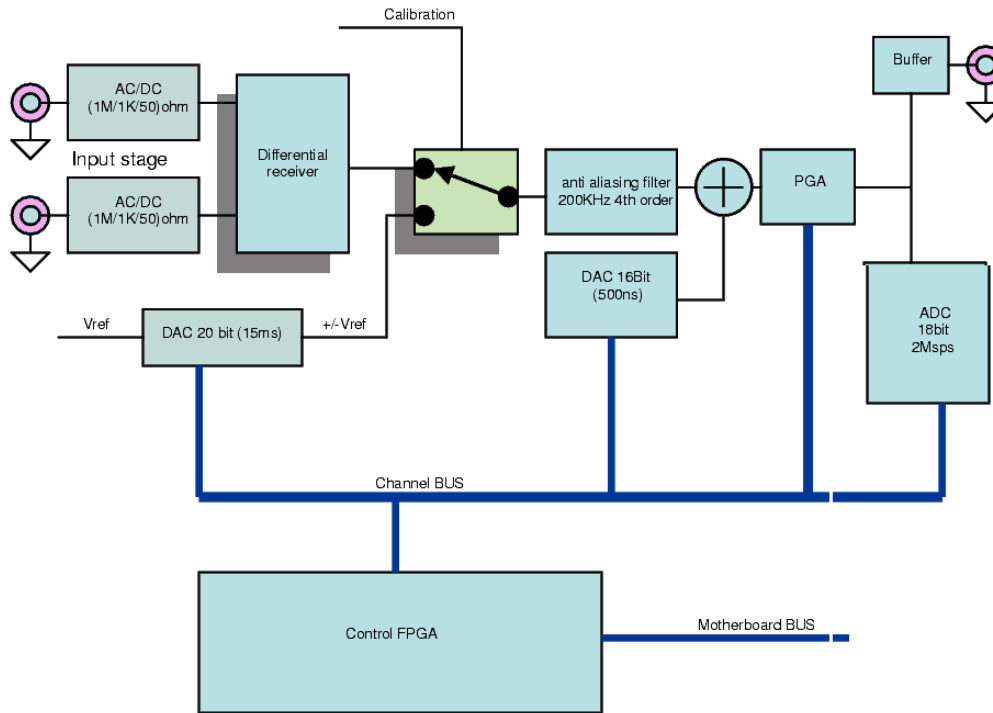 Calibration
Buffer
AC/DC
(1M/1K/50)ohm
Input stage
Differential
receiver
anti aliasing filter
200KHz 4th order
PGA
AC/DC
(1M/1K/50)ohm
DAC 16Bit
(500ns)
Vref
DAC 20 bit (15ms)
+/-Vref
ADC
18bit
2Msps
Channel BUS
Control FPGA
Motherboard BUS